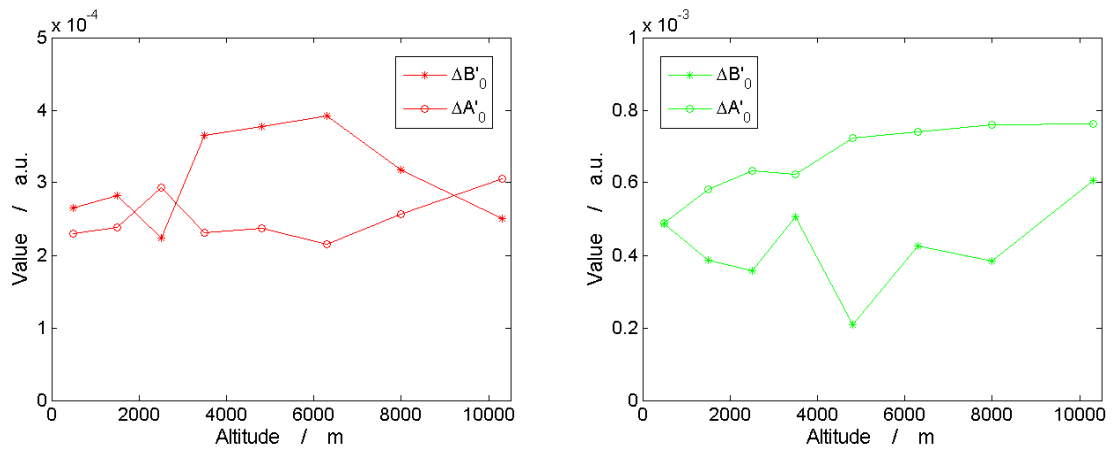 x 10⁻⁴
5
4
3
2
1
0
Value / a.u.
ΔB'₀
ΔA'₀
0 2000 4000 6000 8000 10000
Altitude / m
x 10⁻³
1
0.8
0.6
0.4
0.2
0
Value / a.u.
ΔB'₀
ΔA'₀
0 2000 4000 6000 8000 10000
Altitude / m